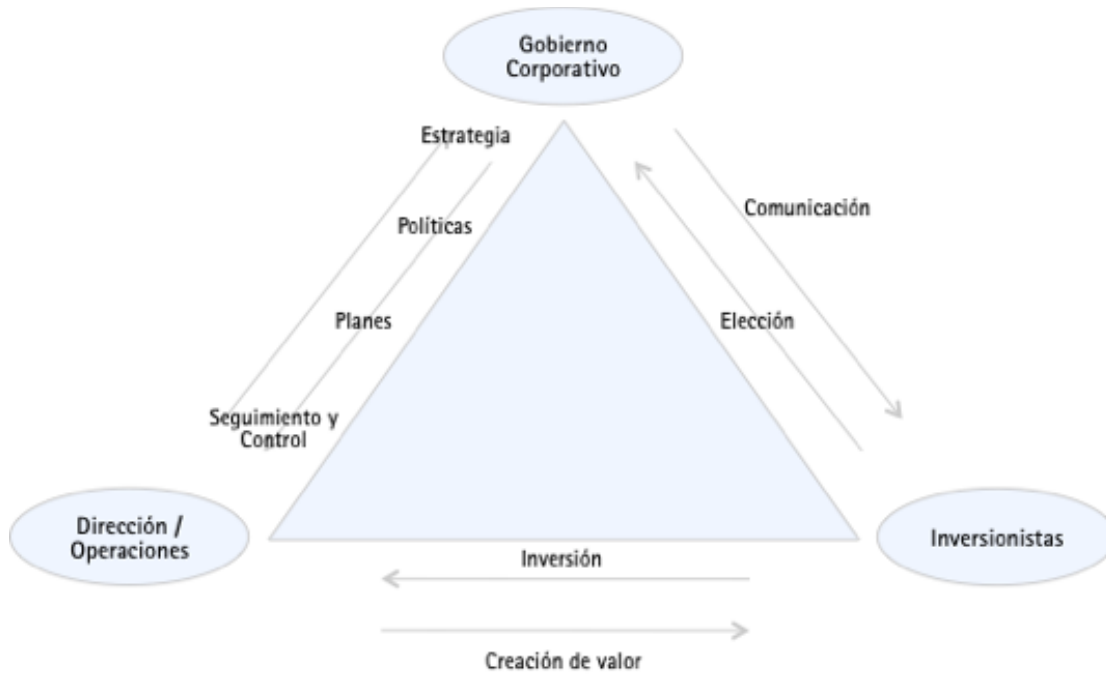 Gobierno
Corporativo
Estrategia
Comunicación
Políticas
Planes
Elección
Seguimiento y
Control
Dirección /
Operaciones
Inversionistas
Inversión
Creación de valor